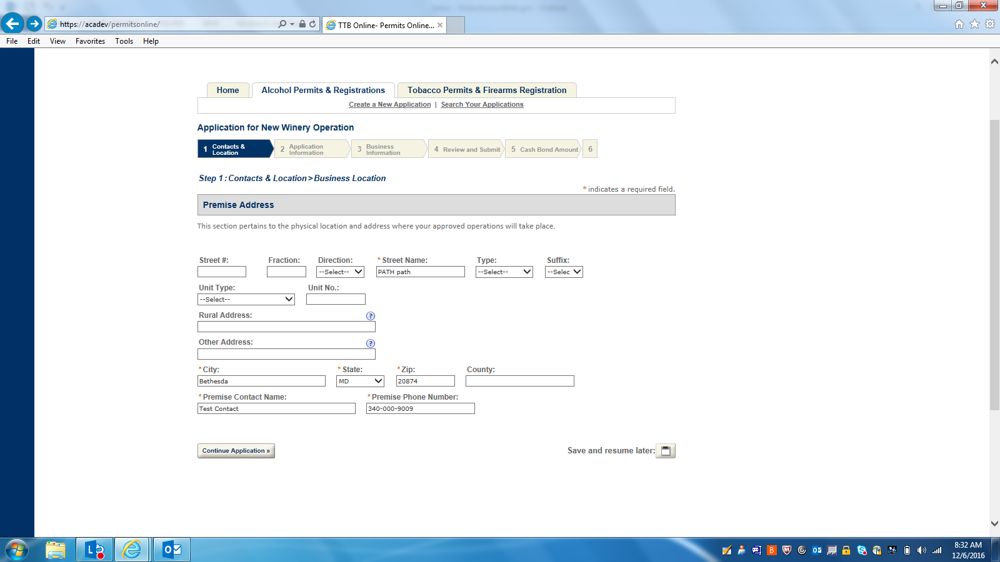 https://acadev/permitsonline/
TTB Online- Permits Online...
File Edit View Favorites Tools Help
Home Alcohol Permits & Registrations Tobacco Permits & Firearms Registration
Create a New Application | Search Your Applications
Application for New Winery Operation
1 Contacts & Location 2 Application Information 3 Business Information 4 Review and Submit 5 Cash Bond Amount 6
Step 1 : Contacts & Location > Business Location
* indicates a required field.
Premise Address
This section pertains to the physical location and address where your approved operations will take place.
Street #: Fraction: Direction: * Street Name: Type: Suffix:
--Select-- PATH path --Select-- --Selec
Unit Type: Unit No.:
--Select--
Rural Address: ?
Other Address: ?
* City: * State: * Zip: County:
Bethesda MD 20874
* Premise Contact Name: * Premise Phone Number:
Test Contact 340-000-9009
Continue Application » Save and resume later:
8:32 AM
12/6/2016